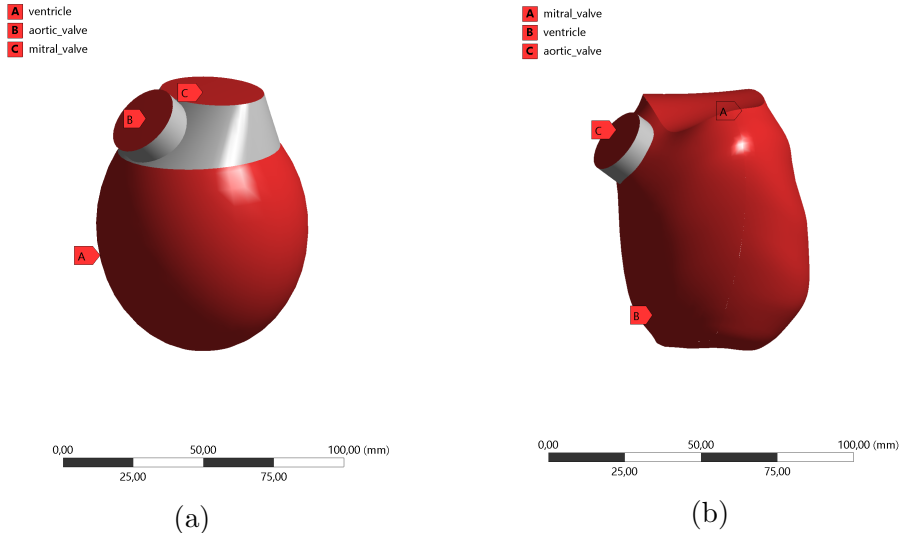 A ventricle
B aortic_valve
C mitral_valve
C
B
A
0,00 50,00 100,00 (mm)
25,00 75,00
(a)
A mitral_valve
B ventricle
C aortic_valve
A
C
B
0,00 50,00 100,00 (mm)
25,00 75,00
(b)